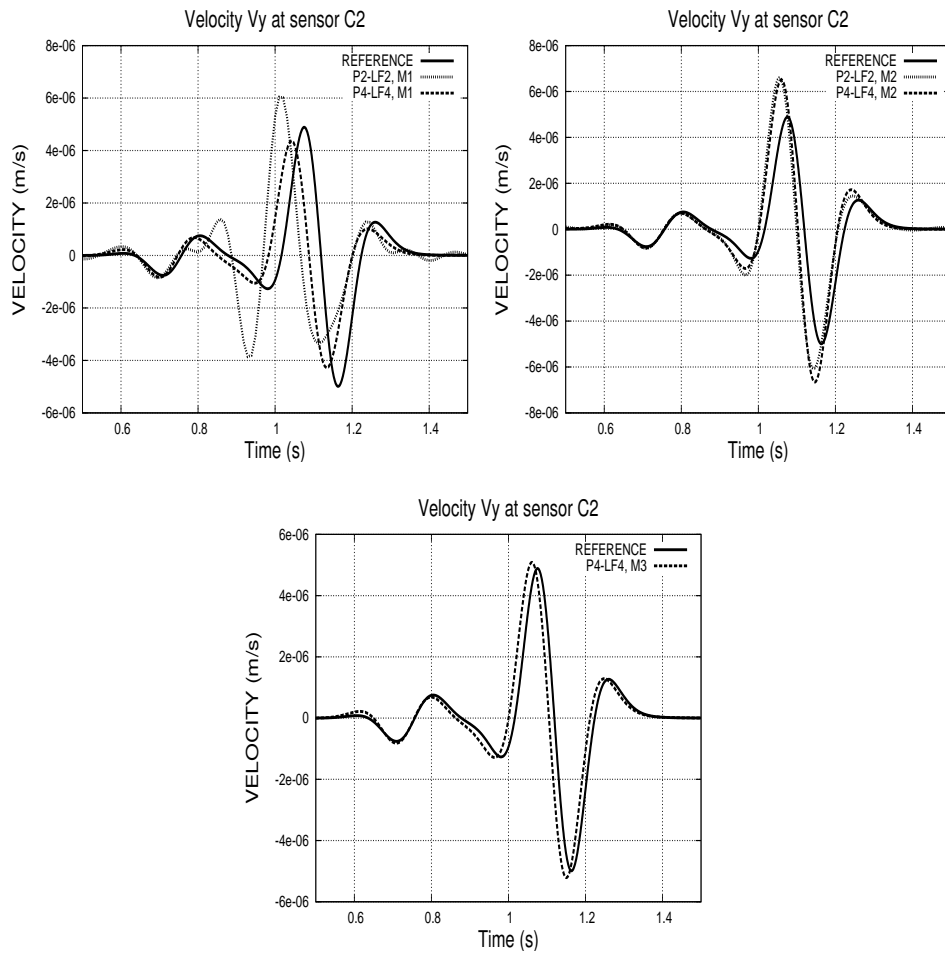 Velocity Vy at sensor C2
8e-06
6e-06
4e-06
2e-06
0
-2e-06
-4e-06
-6e-06
VELOCITY (m/s)
REFERENCE
P2-LF2, M1
P4-LF4, M1
0.6 0.8 1 1.2 1.4
Time (s)
Velocity Vy at sensor C2
8e-06
6e-06
4e-06
2e-06
0
-2e-06
-4e-06
-6e-06
-8e-06
VELOCITY (m/s)
REFERENCE
P2-LF2, M2
P4-LF4, M2
0.6 0.8 1 1.2 1.4
Time (s)
Velocity Vy at sensor C2
6e-06
4e-06
2e-06
0
-2e-06
-4e-06
-6e-06
VELOCITY (m/s)
REFERENCE
P4-LF4, M3
0.6 0.8 1 1.2 1.4
Time (s)